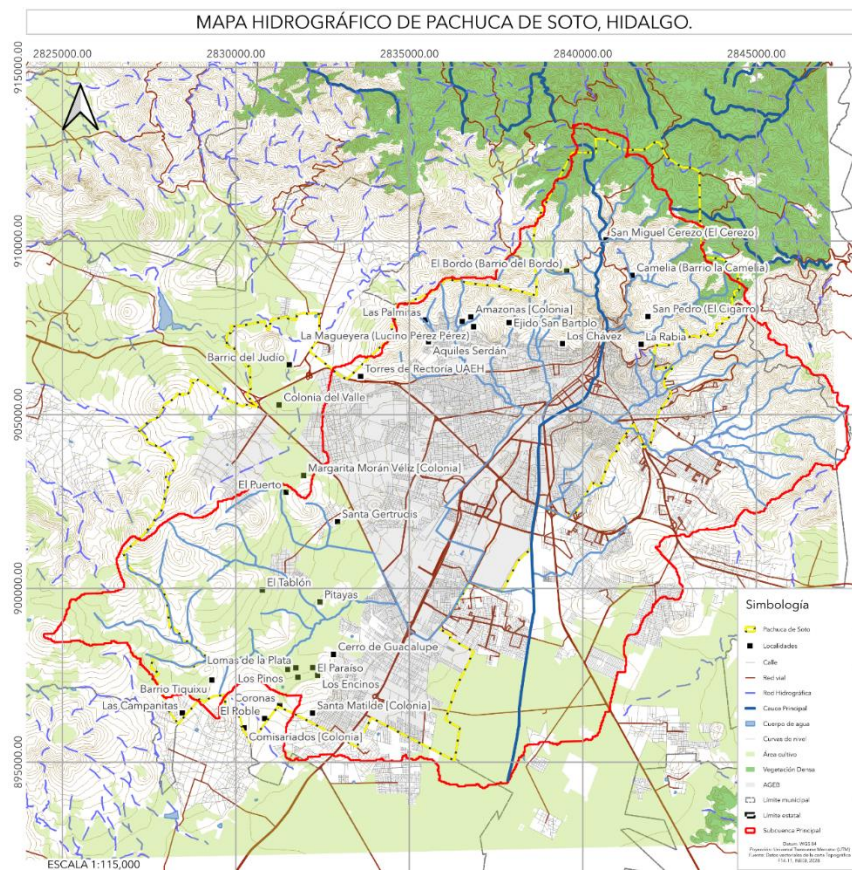 MAPA HIDROGRÁFICO DE PACHUCA DE SOTO, HIDALGO.
2825000.00 2830000.00 2835000.00 2840000.00 2845000.00
915000.00
910000.00
905000.00
900000.00
895000.00
San Miguel Cerezo (El Cerezo)
El Bordo (Barrio del Bordo)
Camelia (Barrio la Camelia)
Las Palmitas
Amazonas [Colonia]
San Pedro (El Cigarro)
Ejido San Bartolo
La Magueyera (Lucino Pérez Pérez)
Los Chávez
La Rabia
Aquiles Serdán
Barrio del Judío
Torres de Rectoría UAEH
Colonia del Valle
Margarita Morán Véliz [Colonia]
El Puerto
Santa Gertrudis
El Tablón
Pitayas
Cerro de Guadalupe
Lomas de la Plata
El Paraíso
Los Pinos
Barrio Tiquixu
Los Encinos
Coronas
Las Campanitas
El Roble
Santa Matilde [Colonia]
Comisariados [Colonia]
Simbología
Pachuca de Soto
Localidades
Calle
Red vial
Red Hidrográfica
Cauce Principal
Cuerpo de agua
Curvas de nivel
Área cultivo
Vegetación Densa
AGEB
Límite municipal
Límite estatal
Subcuenca Principal
Datum: WGS 84
ESCALA 1:115,000